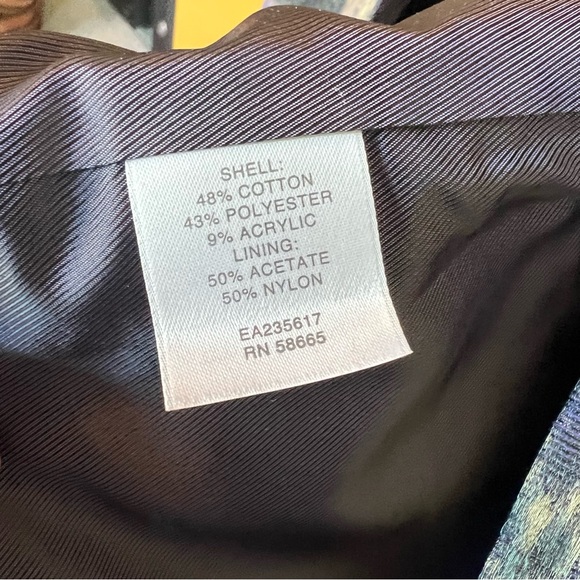 SHELL:
48% COTTON
43% POLYESTER
9% ACRYLIC
LINING:
50% ACETATE
50% NYLON
EA235617
RN 58665